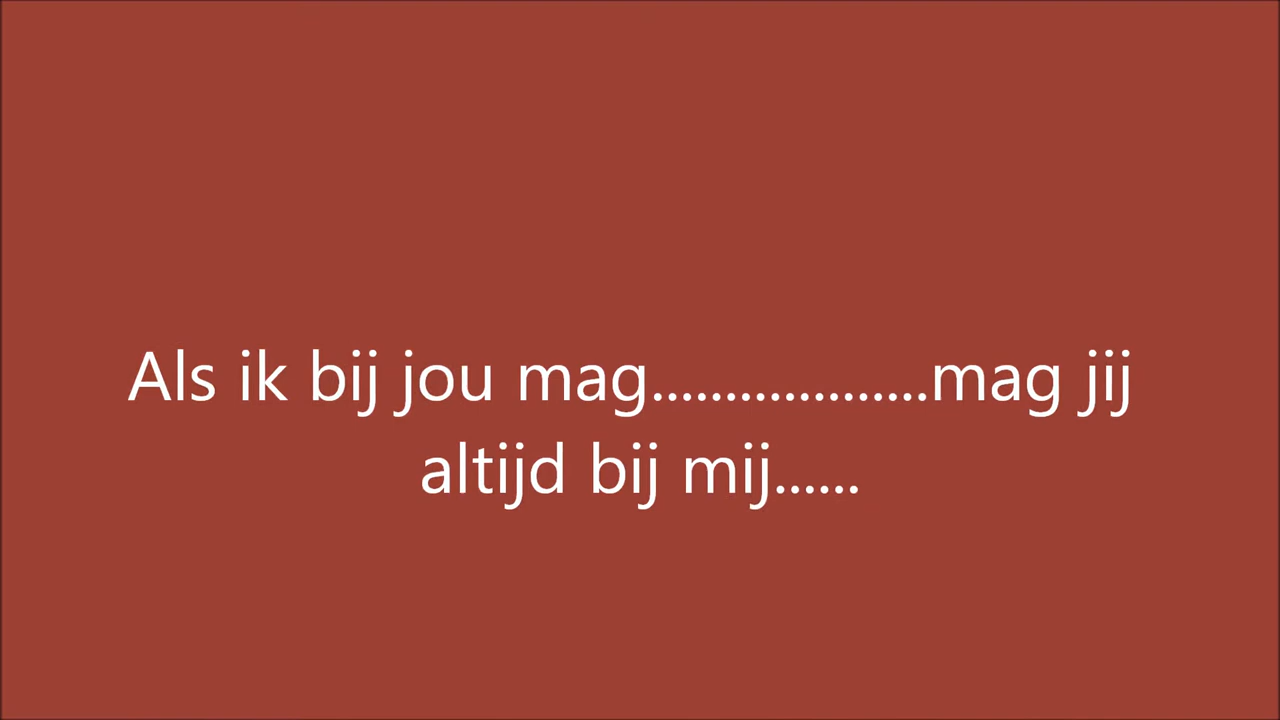 Als ik bij jou mag...................mag jij
altijd bij mij......